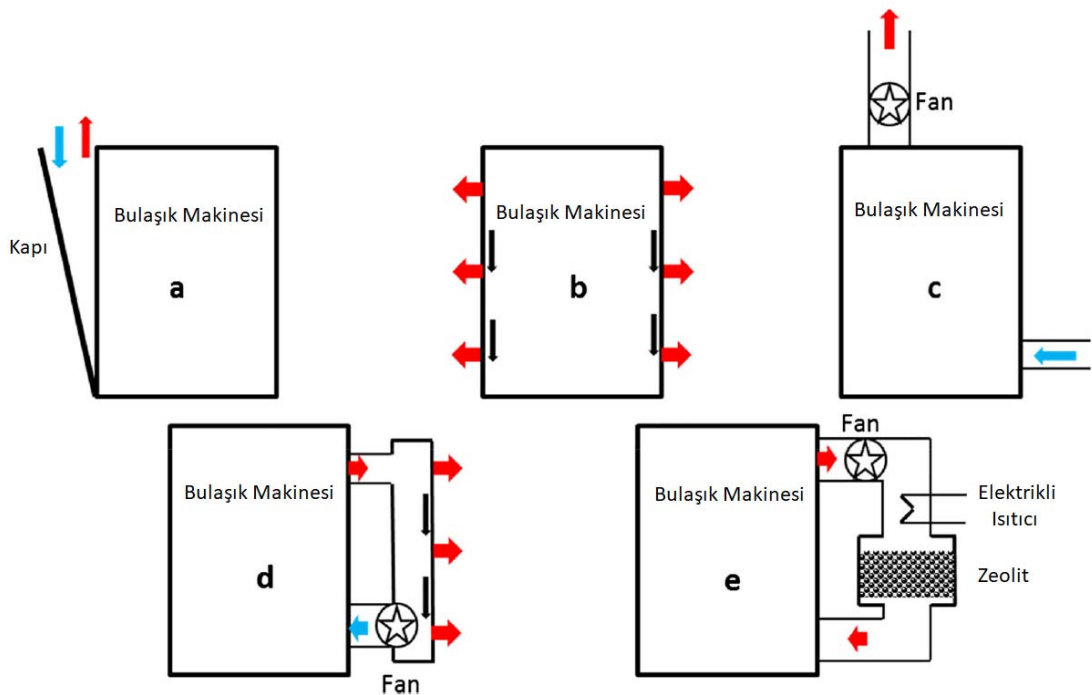 Kapı
Bulaşık Makinesi
a
Bulaşık Makinesi
b
Fan
Bulaşık Makinesi
c
Bulaşık Makinesi
d
Fan
Fan
Bulaşık Makinesi
e
Elektrikli
Isıtıcı
Zeolit